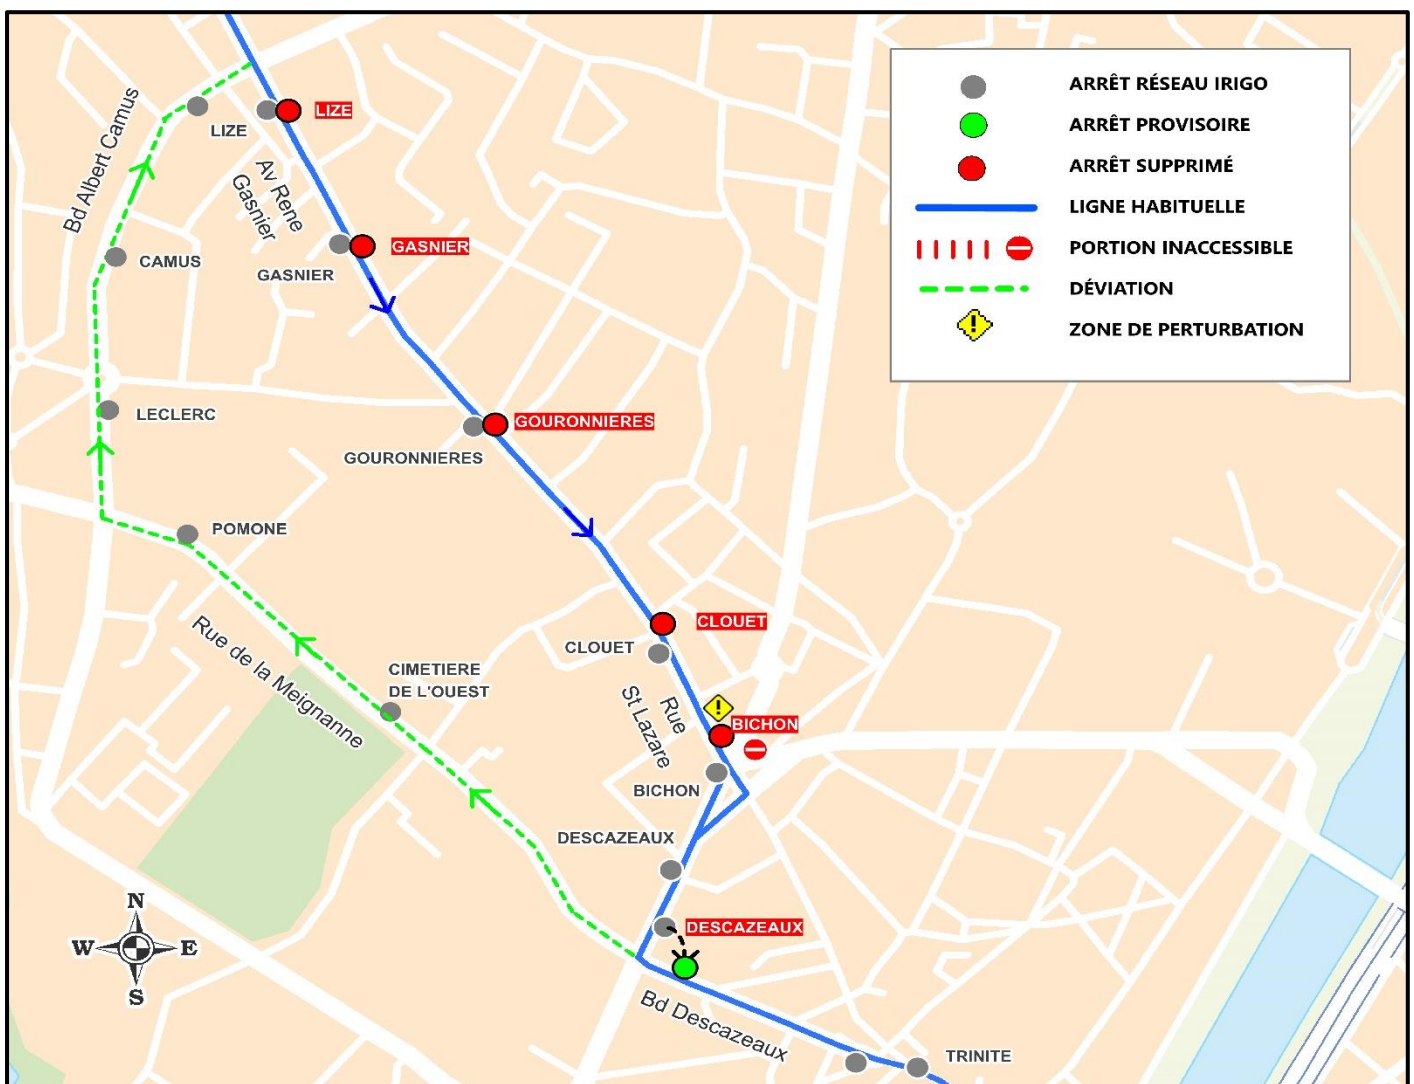 ARRÊT RÉSEAU IRIGO
ARRÊT PROVISOIRE
ARRÊT SUPPRIMÉ
LIGNE HABITUELLE
PORTION INACCESSIBLE
DÉVIATION
!
ZONE DE PERTURBATION
Bd Albert Camus
LIZE
LIZE
Av Rene
Gasnier
GASNIER
GASNIER
CAMUS
LECLERC
GOURONNIERES
GOURONNIERES
POMONE
Rue de la Meignanne
CIMETIERE
DE L'OUEST
CLOUET
CLOUET
Rue
St Lazare
!
BICHON
BICHON
DESCAZEAUX
DESCAZEAUX
Bd Descazeaux
TRINITE
N
W
E
S